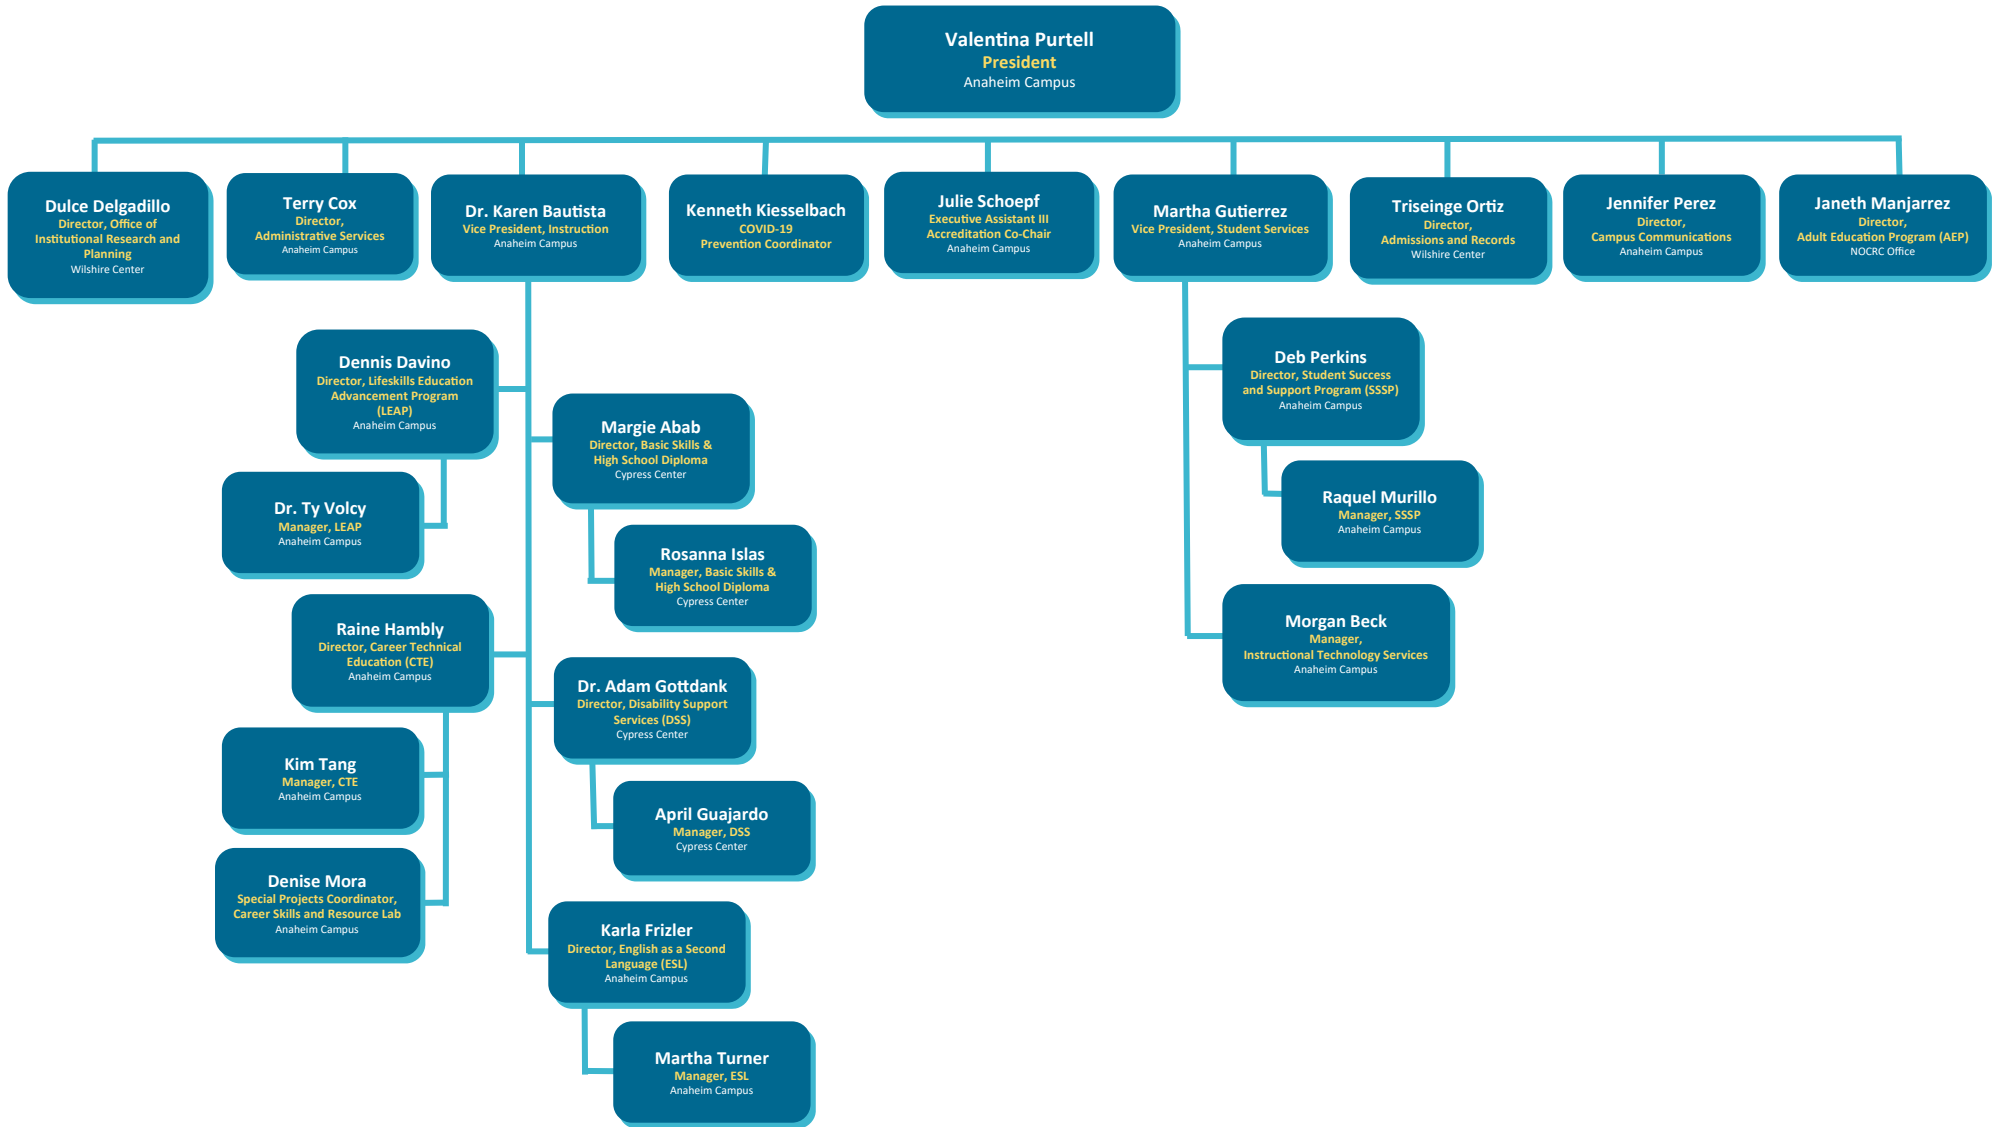 Valentina Purtell
President
Anaheim Campus
Dulce Delgadillo
Director, Office of
Institutional Research and
Planning
Wilshire Center
Terry Cox
Director,
Administrative Services
Anaheim Campus
Dr. Karen Bautista
Vice President, Instruction
Anaheim Campus
Kenneth Kiesselbach
COVID-19
Prevention Coordinator
Julie Schoepf
Executive Assistant III
Accreditation Co-Chair
Anaheim Campus
Martha Gutierrez
Vice President, Student Services
Anaheim Campus
Triseinge Ortiz
Director,
Admissions and Records
Wilshire Center
Jennifer Perez
Director,
Campus Communications
Anaheim Campus
Janeth Manjarrez
Director,
Adult Education Program (AEP)
NOCRC Office
Dennis Davino
Director, Lifeskills Education
Advancement Program
(LEAP)
Anaheim Campus
Dr. Ty Volcy
Manager, LEAP
Anaheim Campus
Margie Abab
Director, Basic Skills &
High School Diploma
Cypress Center
Rosanna Islas
Manager, Basic Skills &
High School Diploma
Cypress Center
Raine Hambly
Director, Career Technical
Education (CTE)
Anaheim Campus
Kim Tang
Manager, CTE
Anaheim Campus
Denise Mora
Special Projects Coordinator,
Career Skills and Resource Lab
Anaheim Campus
Dr. Adam Gottdank
Director, Disability Support
Services (DSS)
Cypress Center
April Guajardo
Manager, DSS
Cypress Center
Karla Frizler
Director, English as a Second
Language (ESL)
Anaheim Campus
Martha Turner
Manager, ESL
Anaheim Campus
Deb Perkins
Director, Student Success
and Support Program (SSSP)
Anaheim Campus
Raquel Murillo
Manager, SSSP
Anaheim Campus
Morgan Beck
Manager,
Instructional Technology Services
Anaheim Campus